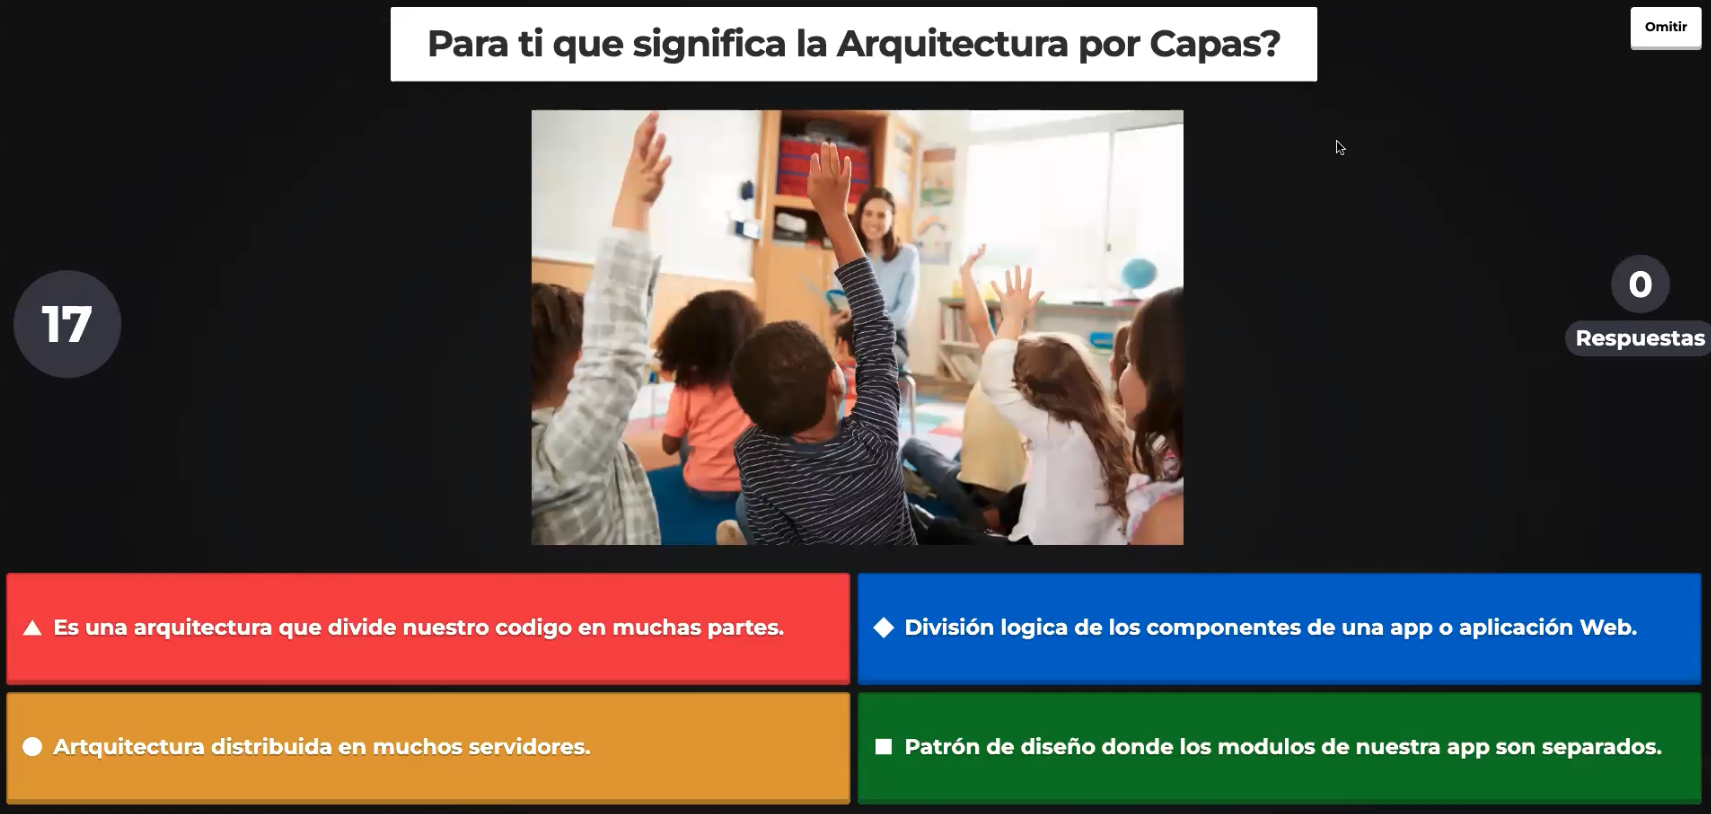 Para ti que significa la Arquitectura por Capas?
Omitir
17
0
Respuestas
Es una arquitectura que divide nuestro codigo en muchas partes.
División logica de los componentes de una app o aplicación Web.
Artquitectura distribuida en muchos servidores.
Patrón de diseño donde los modulos de nuestra app son separados.